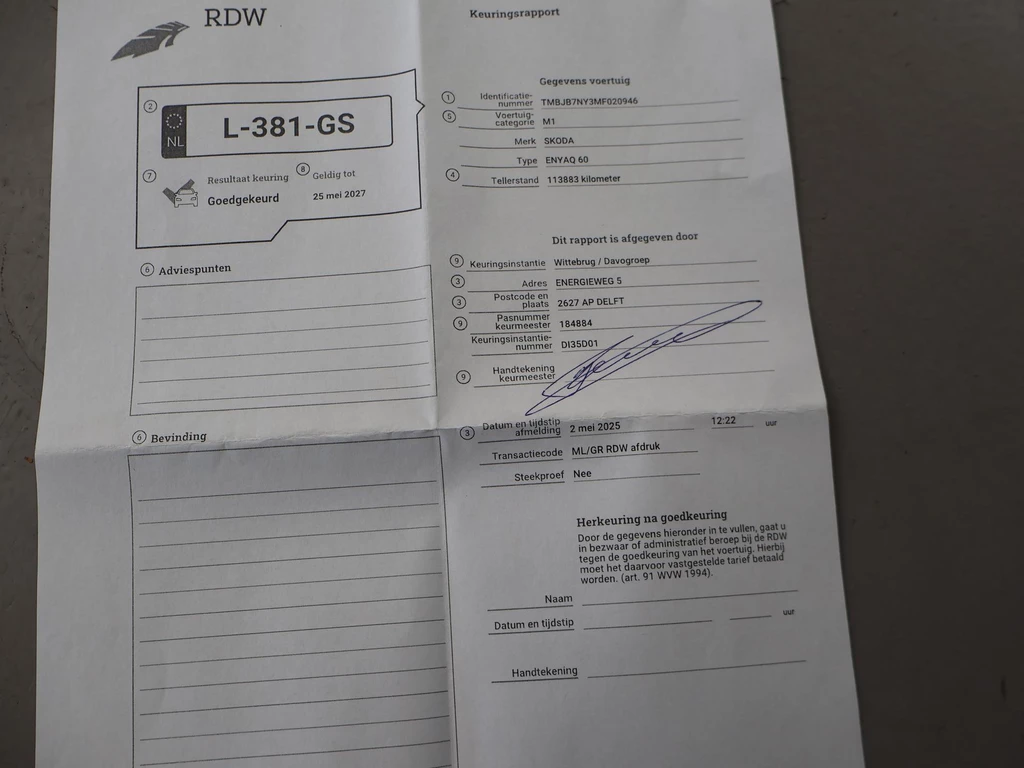 RDW
Keuringsrapport
2
NL
L-381-GS
7
Resultaat keuring
Goedgekeurd
8
Geldig tot
25 mei 2027
6 Adviespunten
6 Bevinding
Gegevens voertuig
1 Identificatie-
nummer TMBJB7NY3MF020946
5 Voertuig-
categorie M1
Merk SKODA
Type ENYAQ 60
4 Tellerstand 113883 kilometer
Dit rapport is afgegeven door
9 Keuringsinstantie Wittebrug / Davogroep
3 Adres ENERGIEWEG 5
3 Postcode en
plaats 2627 AP DELFT
9 Pasnummer
keurmeester 184884
Keuringsinstantie-
nummer DI35D01
9 Handtekening
keurmeester
3 Datum en tijdstip
afmelding 2 mei 2025 12:22 uur
Transactiecode ML/GR RDW afdruk
Steekproef Nee
Herkeuring na goedkeuring
Door de gegevens hieronder in te vullen, gaat u
in bezwaar of administratief beroep bij de RDW
tegen de goedkeuring van het voertuig. Hierbij
moet het daarvoor vastgestelde tarief betaald
worden. (art. 91 WVW 1994).
Naam
Datum en tijdstip uur
Handtekening